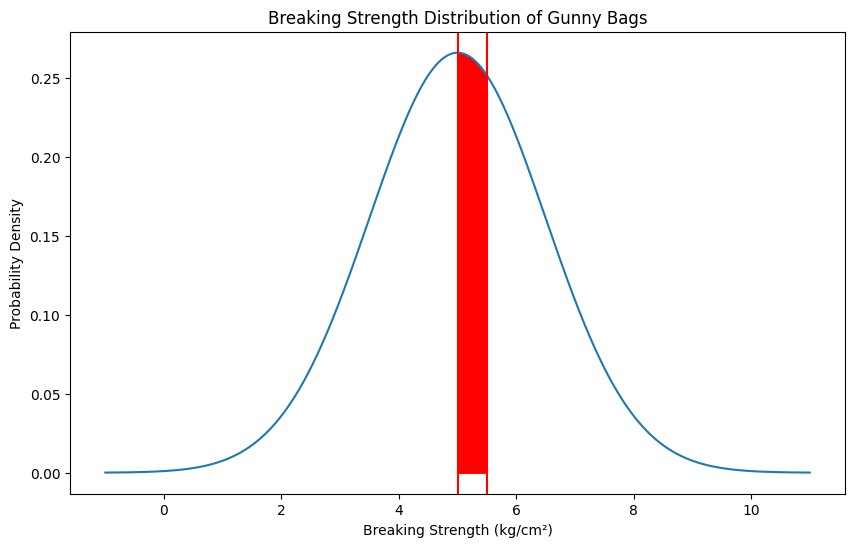 Breaking Strength Distribution of Gunny Bags
Probability Density
0.25
0.20
0.15
0.10
0.05
0.00
0 2 4 6 8 10
Breaking Strength (kg/cm²)